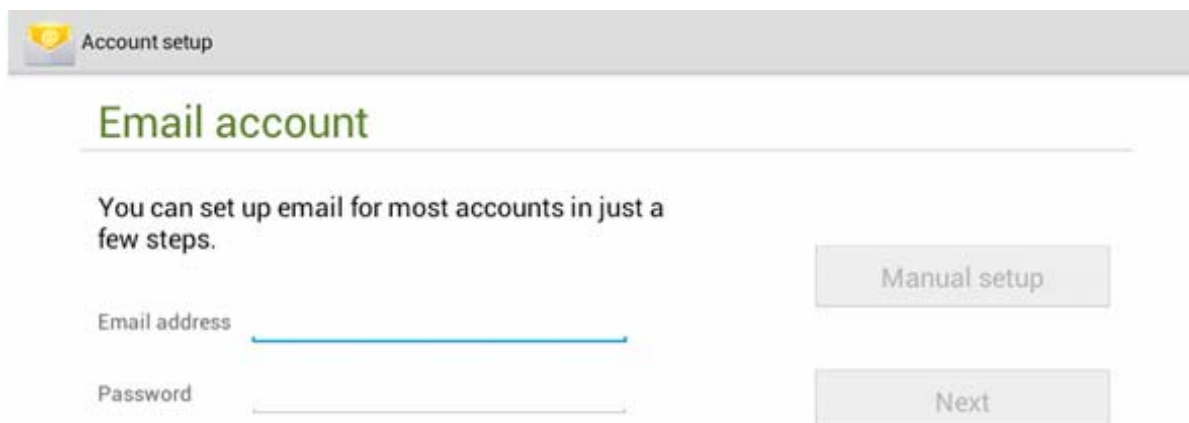 Account setup
Email account
You can set up email for most accounts in just a
few steps.
Manual setup
Email address
Password
Next